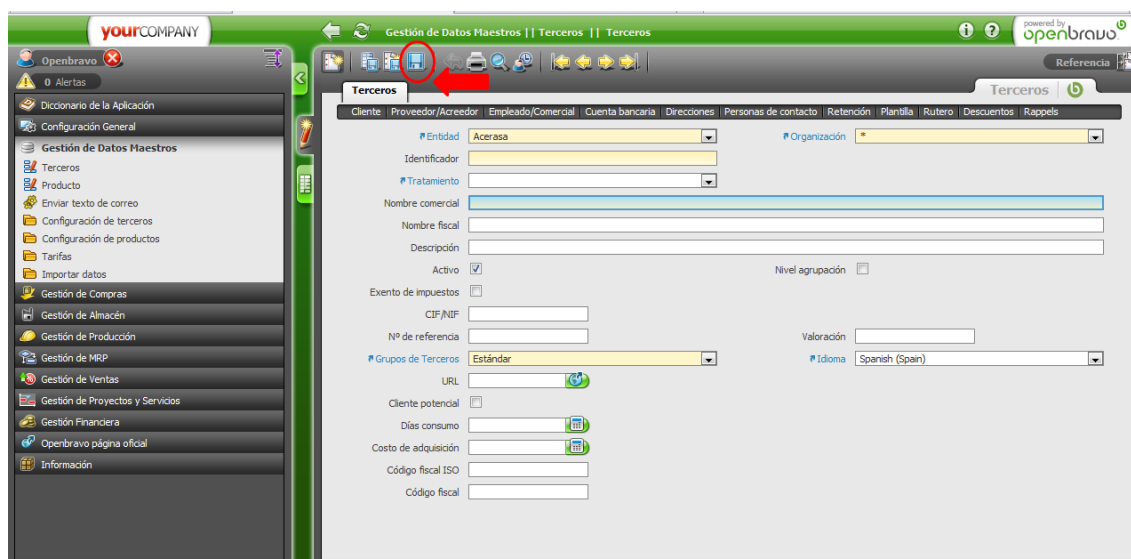 yourCOMPANY
Gestión de Datos Maestros || Terceros || Terceros
powered by
openbravo
Openbravo
0 Alertas
Referencia
Terceros
Terceros
Cliente Proveedor/Acreedor Empleado/Comercial Cuenta bancaria Direcciones Personas de contacto Retención Plantilla Rutero Descuentos Rappels
Diccionario de la Aplicación
Configuración General
Gestión de Datos Maestros
Terceros
Producto
Enviar texto de correo
Configuración de terceros
Configuración de productos
Tarifas
Importar datos
Gestión de Compras
Gestión de Almacén
Gestión de Producción
Gestión de MRP
Gestión de Ventas
Gestión de Proyectos y Servicios
Gestión Financiera
Openbravo página oficial
Información
Entidad Acerasa Organización *
Identificador
Tratamiento
Nombre comercial
Nombre fiscal
Descripción
Activo Nivel agrupación
Exento de impuestos
CIF/NIF
Nº de referencia Valoración
Grupos de Terceros Estándar Idioma Spanish (Spain)
URL
Cliente potencial
Días consumo
Costo de adquisición
Código fiscal ISO
Código fiscal